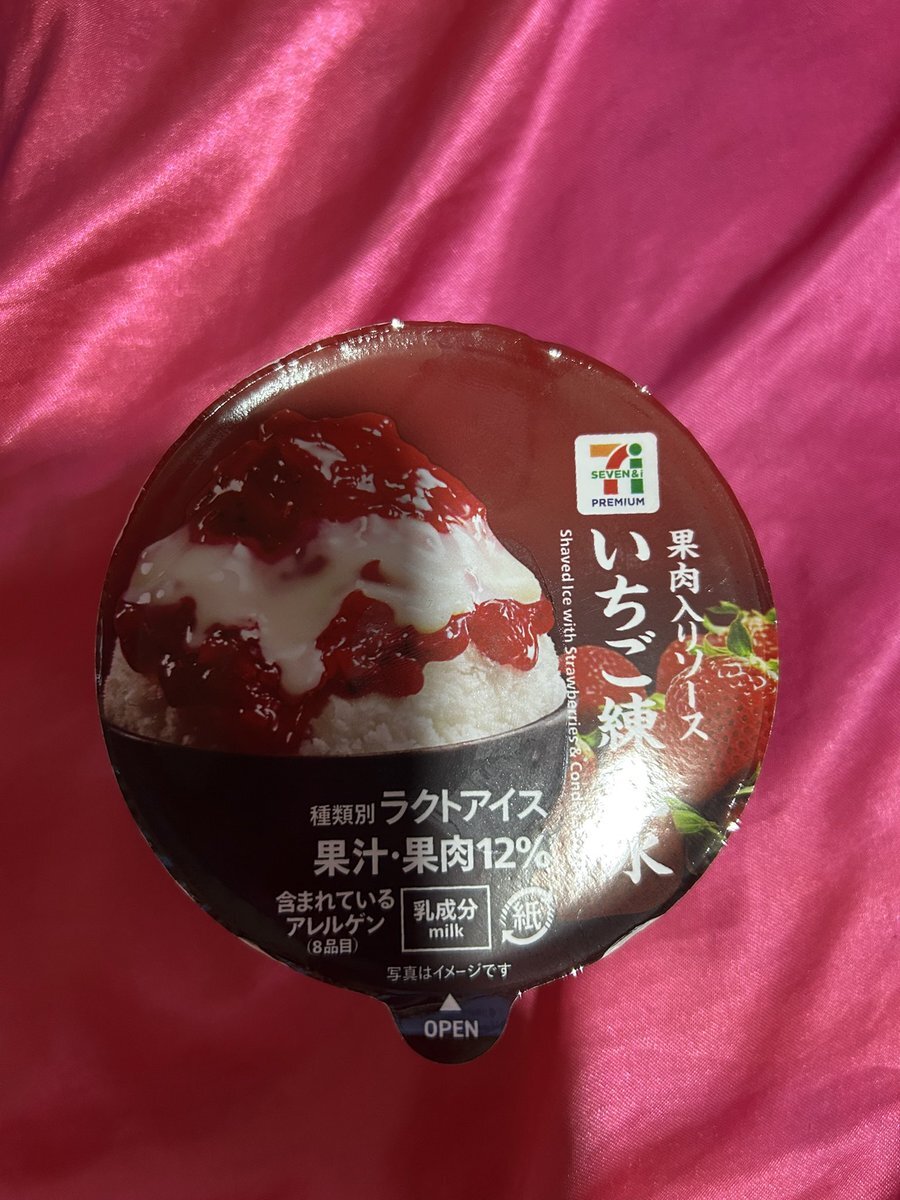 SEVEN&i
PREMIUM
果肉入りソース
いちご練
氷
Shaved Ice with Strawberries &
種類別 ラクトアイス
果汁・果肉12%
含まれている
アレルゲン
(8品目)
乳成分
milk
紙
写真はイメージです
OPEN